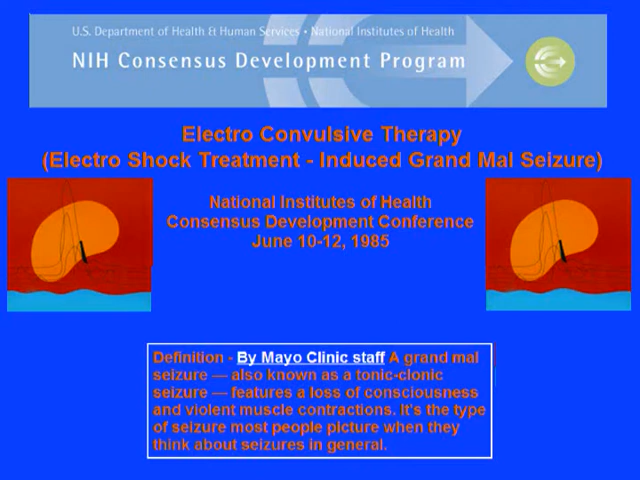 U.S. Department of Health & Human Services • National Institutes of Health
NIH Consensus Development Program
Electro Convulsive Therapy
(Electro Shock Treatment - Induced Grand Mal Seizure)
National Institutes of Health
Consensus Development Conference
June 10-12, 1985
Definition - By Mayo Clinic staff A grand mal
seizure — also known as a tonic-clonic
seizure — features a loss of consciousness
and violent muscle contractions. It's the type
of seizure most people picture when they
think about seizures in general.